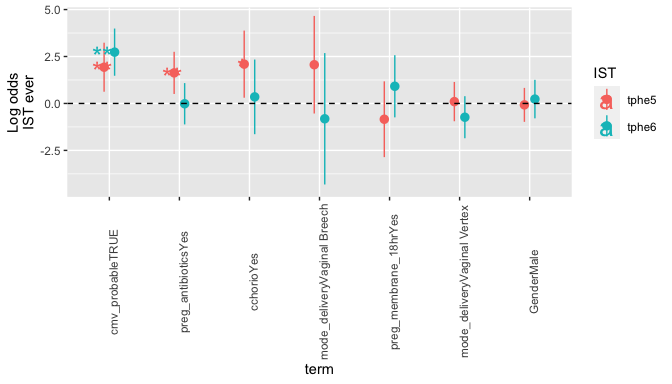 Log odds
IST ever
5.0
2.5
0.0
-2.5
**
**
**
*
cmv_probableTRUE
preg_antibioticsYes
cchorioYes
mode_deliveryVaginal Breech
preg_membrane_18hrYes
mode_deliveryVaginal Vertex
GenderMale
term
IST
a tphe5
a tphe6